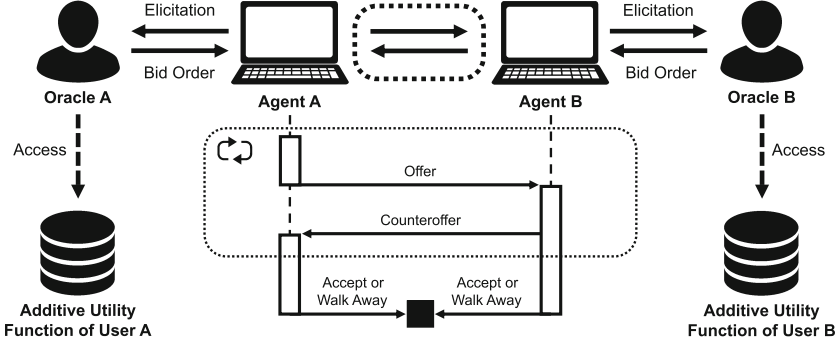 Elicitation
Elicitation
Bid Order
Bid Order
Oracle A
Agent A
Agent B
Oracle B
Access
Access
Offer
Counteroffer
Accept or
Walk Away
Accept or
Walk Away
Additive Utility
Function of User A
Additive Utility
Function of User B